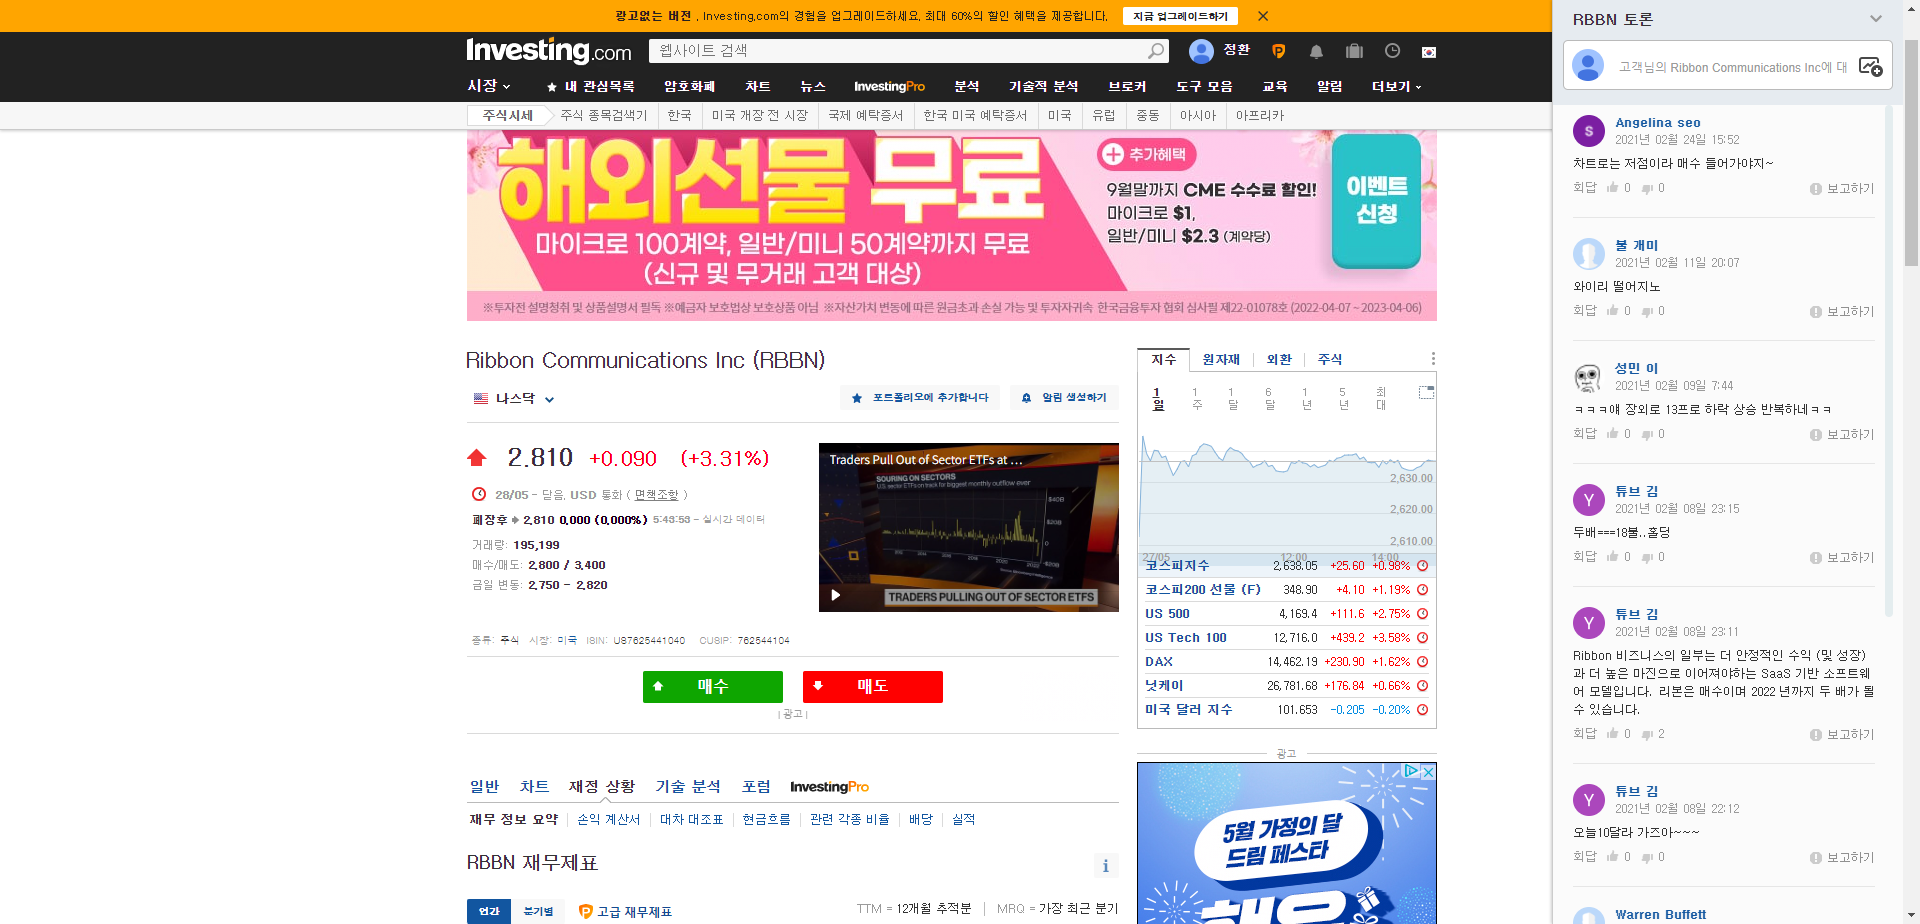 광고없는 버전 . Investing.com의 경험을 업그레이드하세요. 최대 60%의 할인 혜택을 제공합니다. 지금 업그레이드하기
Investing.com
웹사이트 검색
정환
시장
내 관심목록
암호화폐
차트
뉴스
InvestingPro
분석
기술적 분석
브로커
도구 모음
교육
알림
더보기
주식시세
주식 종목검색기
한국
미국 개장 전 시장
국제 예탁증서
한국 미국 예탁증서
미국
유럽
중동
아시아
아프리카
해외선물 무료
마이크로 100계약, 일반/미니 50계약까지 무료
(신규 및 무거래 고객 대상)
추가혜택
9월말까지 CME 수수료 할인!
마이크로 $1,
일반/미니 $2.3 (계약당)
이벤트
신청
※투자전 설명청취 및 상품설명서 필독 ※예금자 보호법상 보호상품 아님 ※자산가치 변동에 따른 원금초과 손실 가능 및 투자자귀속 한국금융투자 협회 심사필 제22-01078호 (2022-04-07 ~ 2023-04-06)
Ribbon Communications Inc (RBBN)
나스닥
포트폴리오에 추가합니다
알림 생성하기
2.810 +0.090 (+3.31%)
28/05 - 닫음. USD 통화 ( 면책조항 )
폐장후 2.810 0.000 (0.000%) 5:43:53 - 실시간 데이터
거래량: 195,199
매수/매도: 2.800 / 3.400
금일 변동: 2.750 - 2.820
Traders Pull Out of Sector ETFs at ...
SOURING ON SECTORS
U.S. sector ETFs on track for biggest monthly outflow ever
$40B
$20B
0
-$20B
TRADERS PULLING OUT OF SECTOR ETFS
종류: 주식 시장: 미국 ISIN: US7625441040 CUSIP: 762544104
매수
매도
[ 광고 ]
일반
차트
재정 상황
기술 분석
포럼
InvestingPro
재무 정보 요약
손익 계산서
대차 대조표
현금흐름
관련 각종 비율
배당
실적
RBBN 재무제표
연간
분기별
고급 재무제표
TTM = 12개월 추적분
MRQ = 가장 최근 분기
지수
원자재
외환
주식
1일
1주
1달
6달
1년
5년
최대
2,630.00
2,620.00
2,610.00
27/05
12:00
14:00
코스피지수 2,638.05 +25.60 +0.98%
코스피200 선물 (F) 348.90 +4.10 +1.19%
US 500 4,169.4 +111.6 +2.75%
US Tech 100 12,716.0 +439.2 +3.58%
DAX 14,462.19 +230.90 +1.62%
닛케이 26,781.68 +176.84 +0.66%
미국 달러 지수 101.653 -0.205 -0.20%
광고
5월 가정의 달
드림 페스타
해외
RBBN 토론
고객님의 Ribbon Communications Inc에 대
S
Angelina seo
2021년 02월 24일 15:52
차트로는 저점이라 매수 들어가야지~
회답 0 0 보고하기
불 개미
2021년 02월 11일 20:07
와이리 떨어지노
회답 0 0 보고하기
성민 이
2021년 02월 09일 7:44
ㅋㅋㅋ얘 장외로 13프로 하락 상승 반복하네ㅋㅋ
회답 0 0 보고하기
Y
튜브 김
2021년 02월 08일 23:15
두배===18불..홀딩
회답 0 0 보고하기
Y
튜브 김
2021년 02월 08일 23:11
Ribbon 비즈니스의 일부는 더 안정적인 수익 (및 성장)
과 더 높은 마진으로 이어져야하는 SaaS 기반 소프트웨
어 모델입니다. 리본은 매수이며 2022 년까지 두 배가 될
수 있습니다.
회답 0 2 보고하기
Y
튜브 김
2021년 02월 08일 22:12
오늘10달라 가즈아~~~
회답 0 0 보고하기
Warren Buffett